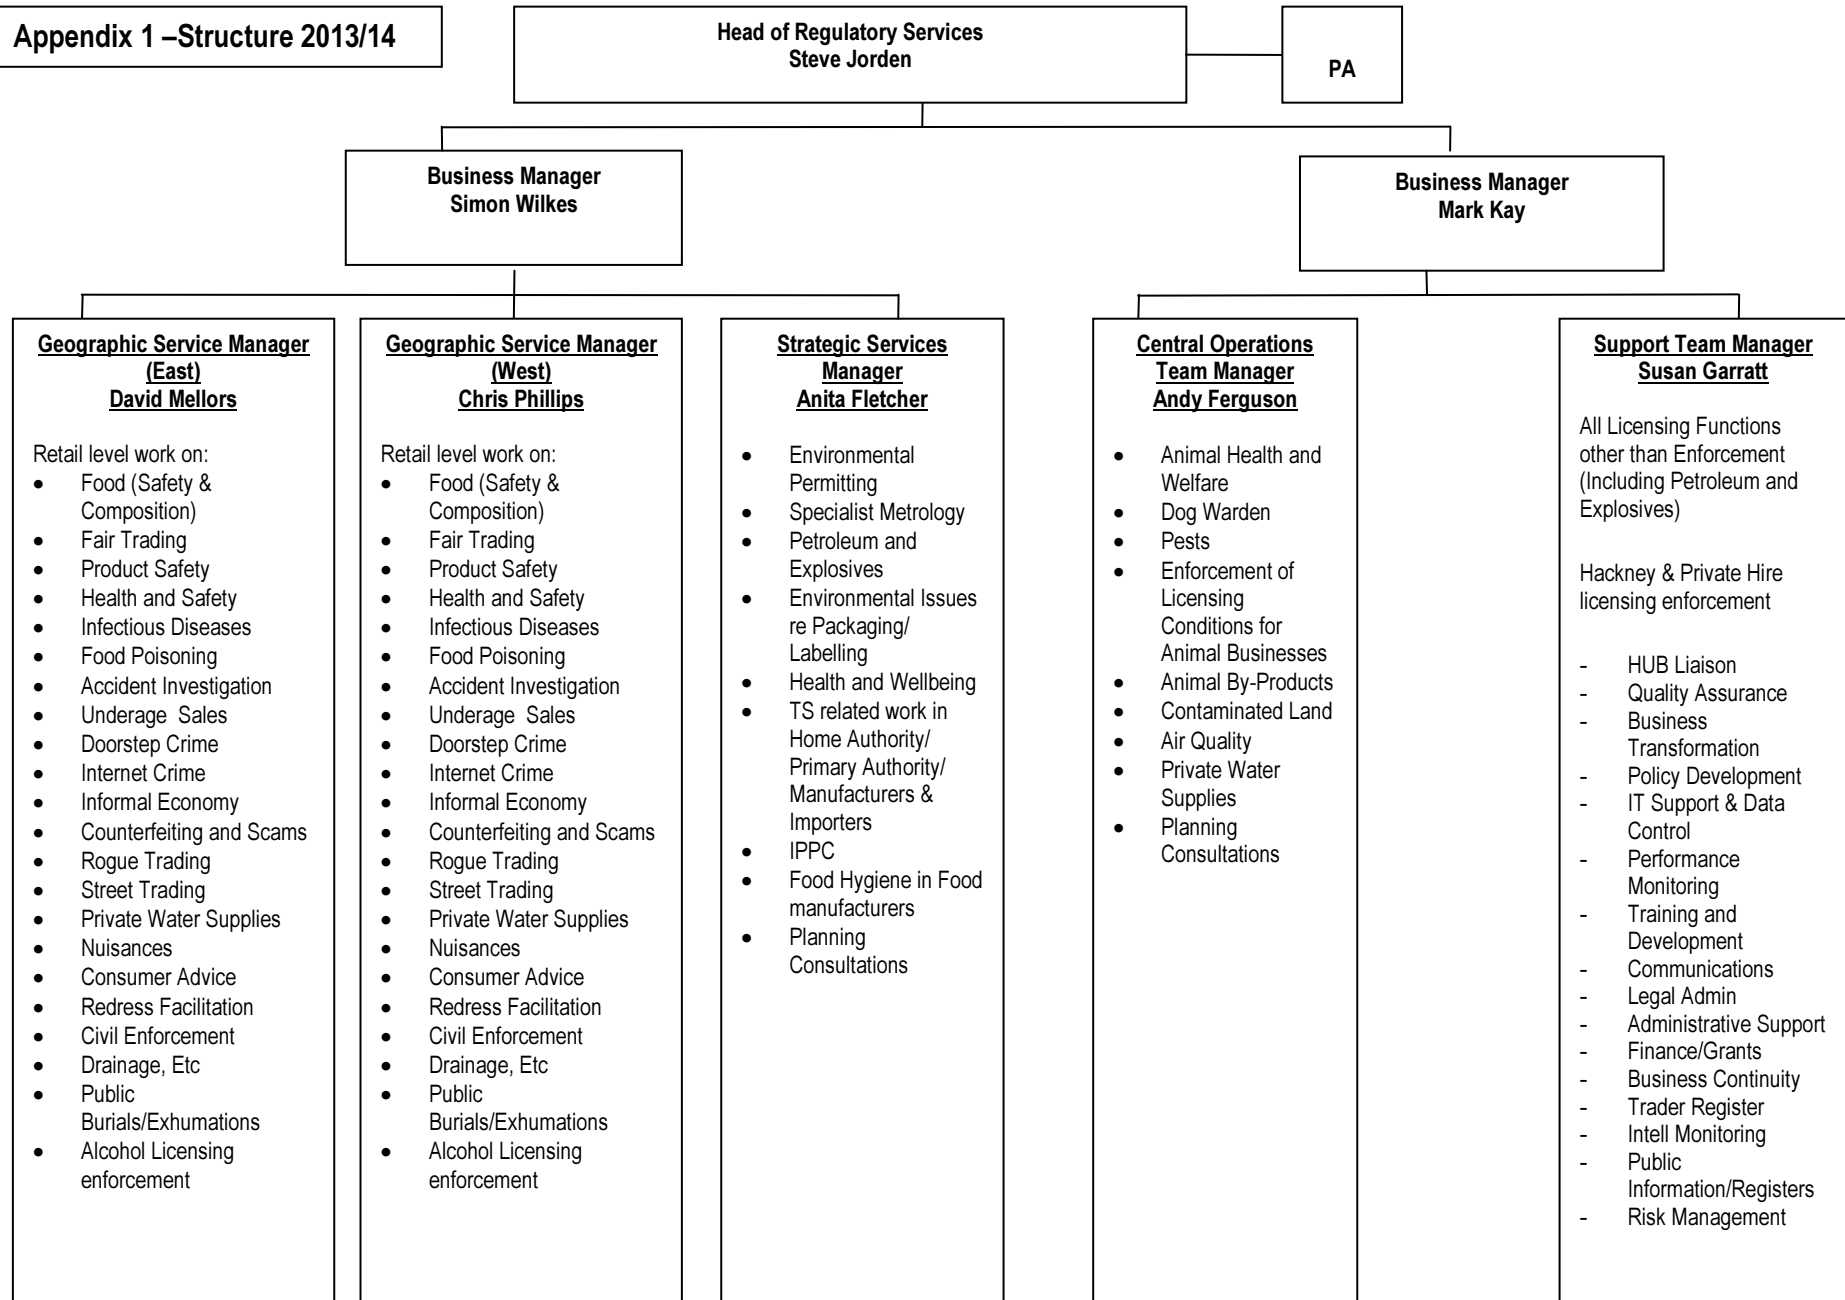 Appendix 1 –Structure 2013/14
Head of Regulatory Services
Steve Jorden
PA
Business Manager
Simon Wilkes
Business Manager
Mark Kay
Geographic Service Manager
(East)
David Mellors
Retail level work on:
• Food (Safety &
Composition)
• Fair Trading
• Product Safety
• Health and Safety
• Infectious Diseases
• Food Poisoning
• Accident Investigation
• Underage Sales
• Doorstep Crime
• Internet Crime
• Informal Economy
• Counterfeiting and Scams
• Rogue Trading
• Street Trading
• Private Water Supplies
• Nuisances
• Consumer Advice
• Redress Facilitation
• Civil Enforcement
• Drainage, Etc
• Public
Burials/Exhumations
• Alcohol Licensing
enforcement
Geographic Service Manager
(West)
Chris Phillips
Retail level work on:
• Food (Safety &
Composition)
• Fair Trading
• Product Safety
• Health and Safety
• Infectious Diseases
• Food Poisoning
• Accident Investigation
• Underage Sales
• Doorstep Crime
• Internet Crime
• Informal Economy
• Counterfeiting and Scams
• Rogue Trading
• Street Trading
• Private Water Supplies
• Nuisances
• Consumer Advice
• Redress Facilitation
• Civil Enforcement
• Drainage, Etc
• Public
Burials/Exhumations
• Alcohol Licensing
enforcement
Strategic Services
Manager
Anita Fletcher
• Environmental
Permitting
• Specialist Metrology
• Petroleum and
Explosives
• Environmental Issues
re Packaging/
Labelling
• Health and Wellbeing
• TS related work in
Home Authority/
Primary Authority/
Manufacturers &
Importers
• IPPC
• Food Hygiene in Food
manufacturers
• Planning
Consultations
Central Operations
Team Manager
Andy Ferguson
• Animal Health and
Welfare
• Dog Warden
• Pests
• Enforcement of
Licensing
Conditions for
Animal Businesses
• Animal By-Products
• Contaminated Land
• Air Quality
• Private Water
Supplies
• Planning
Consultations
Support Team Manager
Susan Garratt
All Licensing Functions
other than Enforcement
(Including Petroleum and
Explosives)
Hackney & Private Hire
licensing enforcement
- HUB Liaison
- Quality Assurance
- Business
Transformation
- Policy Development
- IT Support & Data
Control
- Performance
Monitoring
- Training and
Development
- Communications
- Legal Admin
- Administrative Support
- Finance/Grants
- Business Continuity
- Trader Register
- Intell Monitoring
- Public
Information/Registers
- Risk Management